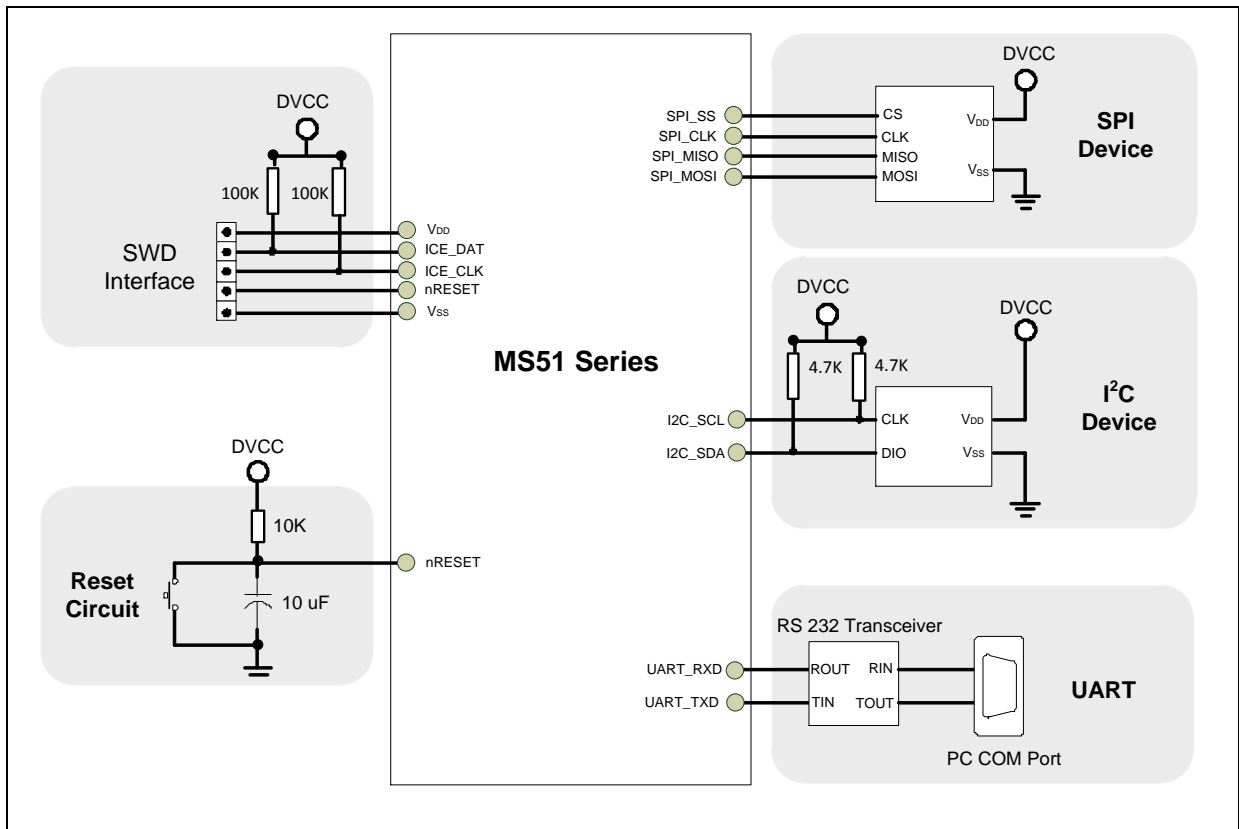 DVCC
100K
100K
SWD
Interface
VDD
ICE_DAT
ICE_CLK
nRESET
VSS
DVCC
10K
Reset
Circuit
10 uF
nRESET
MS51 Series
SPI_SS
SPI_CLK
SPI_MISO
SPI_MOSI
CS
CLK
MISO
MOSI
VDD
VSS
DVCC
SPI
Device
DVCC
4.7K
4.7K
DVCC
I2C_SCL
I2C_SDA
CLK
DIO
VDD
VSS
I²C
Device
RS 232 Transceiver
UART_RXD
UART_TXD
ROUT
RIN
TIN
TOUT
UART
PC COM Port